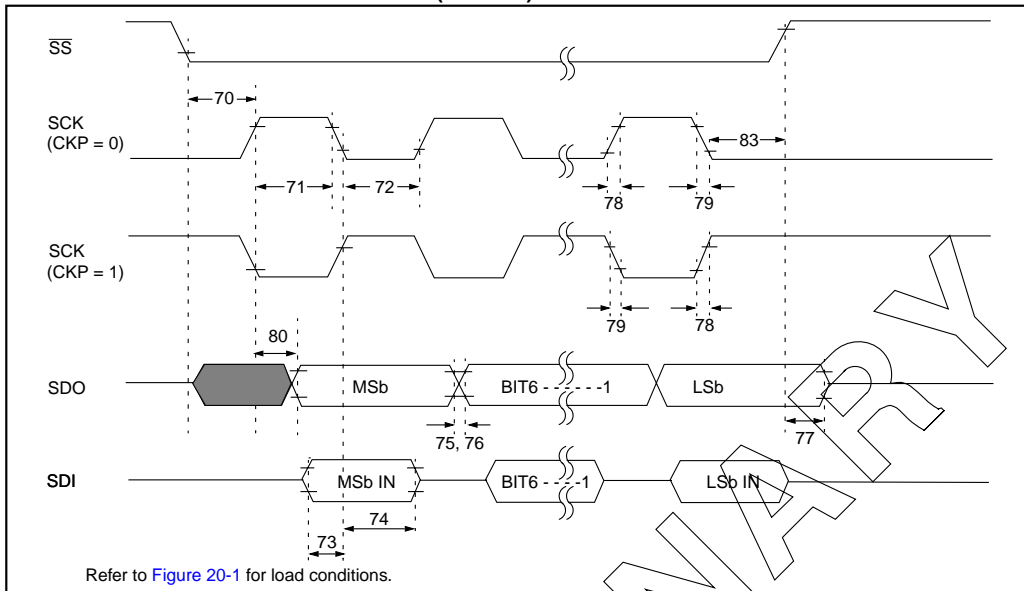 SS
70
SCK
(CKP = 0)
83
71
72
78
79
SCK
(CKP = 1)
79
78
80
SDO
MSb
BIT6 - - - - - -1
LSb
75, 76
77
SDI
MSb IN
BIT6 - - - -1
LSb IN
74
73
Refer to Figure 20-1 for load conditions.
NARY